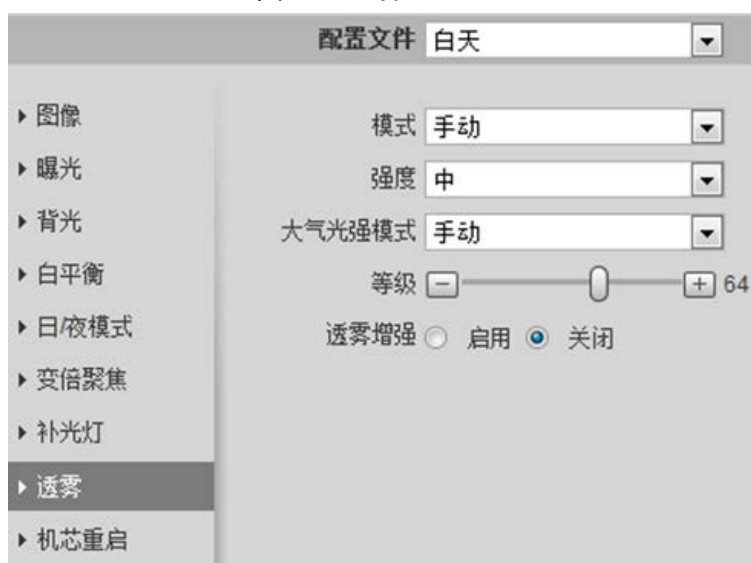 配置文件 白天
图像
曝光
背光
白平衡
日/夜模式
变倍聚焦
补光灯
透雾
机芯重启
模式 手动
强度 中
大气光强模式 手动
等级 64
透雾增强 启用 关闭